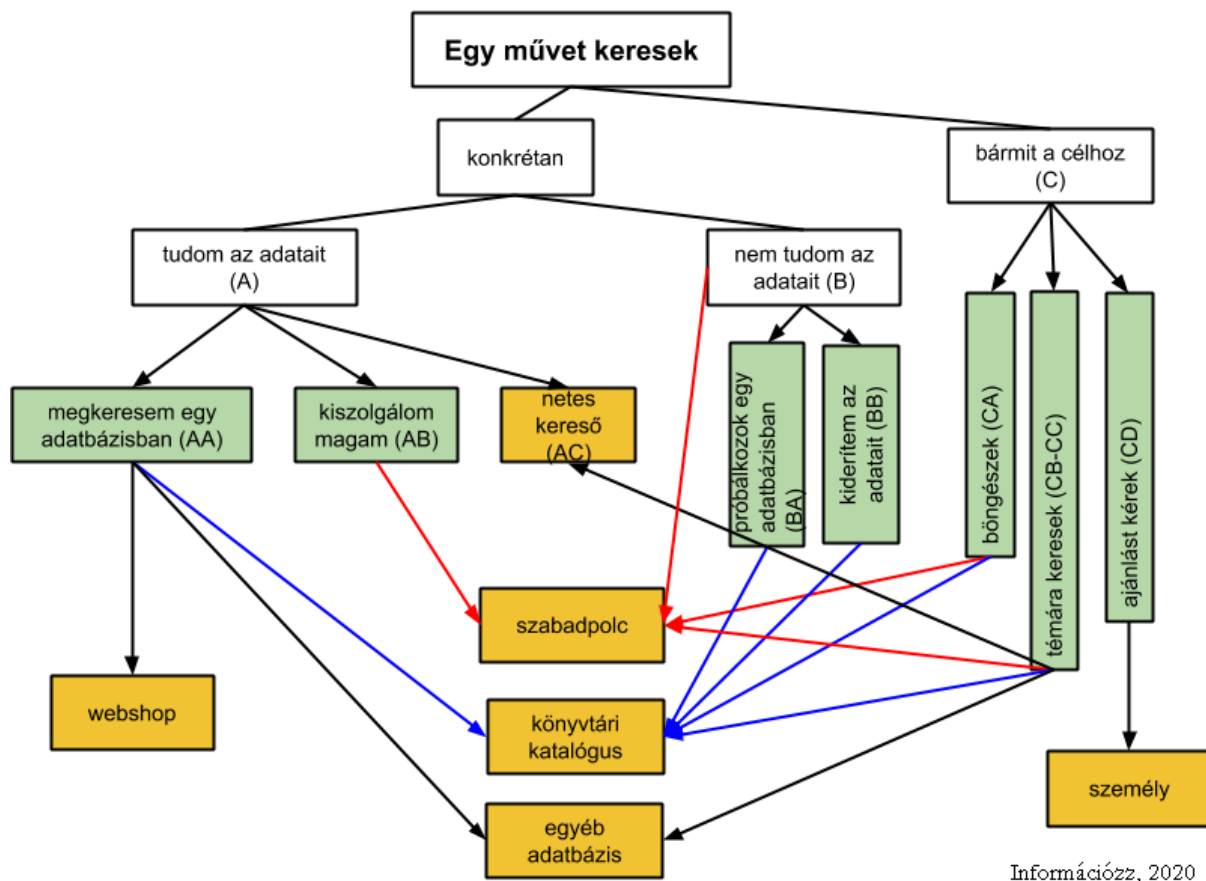 Egy művet keresek
konkrétan
bármit a célhoz
(C)
tudom az adatait
(A)
nem tudom az
adatait (B)
megkeresem egy
adatbázisban (AA)
kiszolgálom
magam (AB)
netes
kereső
(AC)
próbálkozok egy
adatbázisban
(BA)
kiderítem az
adatait (BB)
böngészek (CA)
témára keresek (CB-CC)
ajánlást kérek (CD)
szabadpolc
webshop
könyvtári
katalógus
személy
egyéb
adatbázis
Információzz, 2020